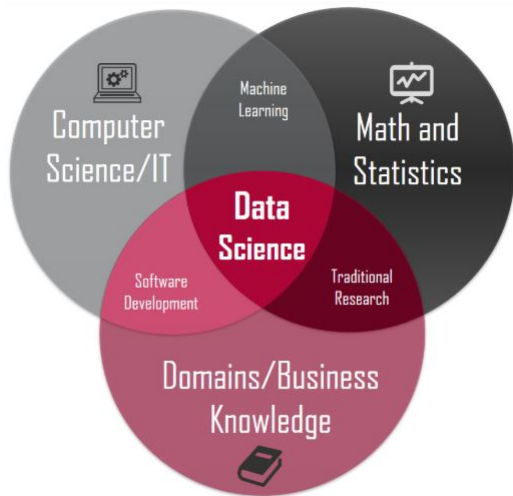 Machine
Learning
Computer
Science/IT
Math and
Statistics
Data
Science
Software
Development
Traditional
Research
Domains/Business
Knowledge